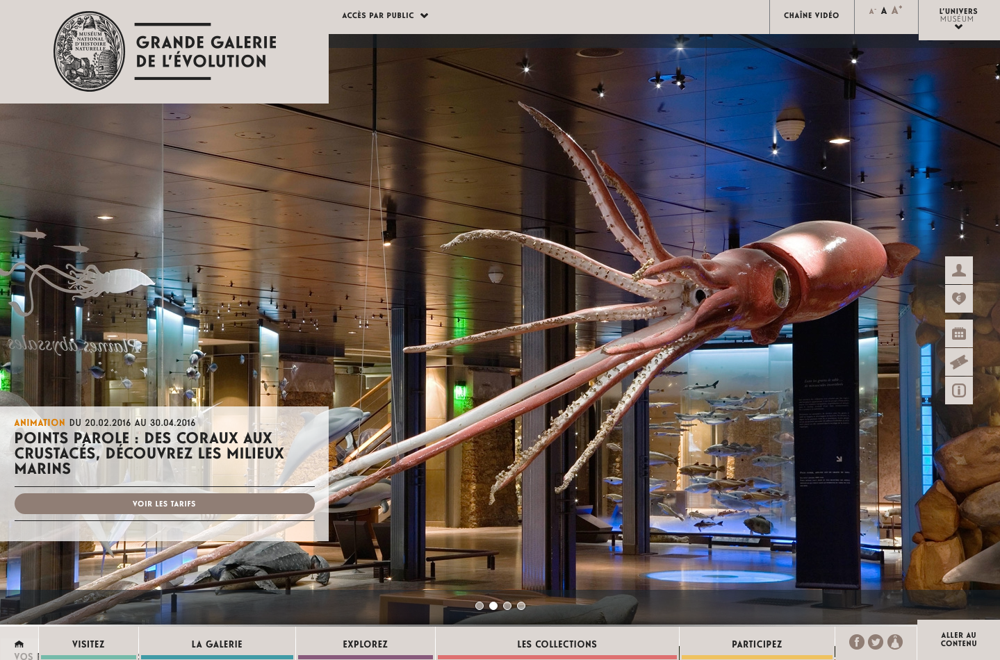 MUSÉUM
NATIONAL
D'HISTOIRE
NATURELLE
GRANDE GALERIE
DE L'ÉVOLUTION
ACCÈS PAR PUBLIC
CHAÎNE VIDÉO
A- A A+
L'UNIVERS
MUSÉUM
Plaines abyssales
ANIMATION DU 20.02.2016 AU 30.04.2016
POINTS PAROLE : DES CORAUX AUX
CRUSTACÉS, DÉCOUVREZ LES MILIEUX
MARINS
VOIR LES TARIFS
VISITEZ
LA GALERIE
EXPLOREZ
LES COLLECTIONS
PARTICIPEZ
ALLER AU
CONTENU
VOS